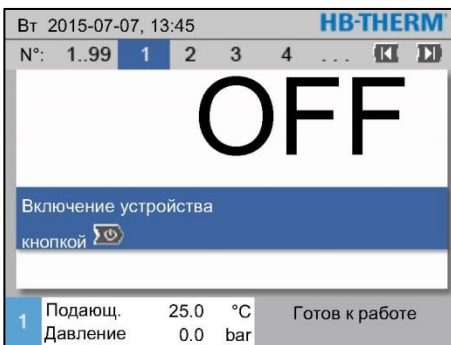 Вт 2015-07-07, 13:45 HB-THERM
N°: 1..99 1 2 3 4 ...
OFF
Включение устройства
кнопкой
1 Подающ. 25.0 °C Готов к работе
Давление 0.0 bar